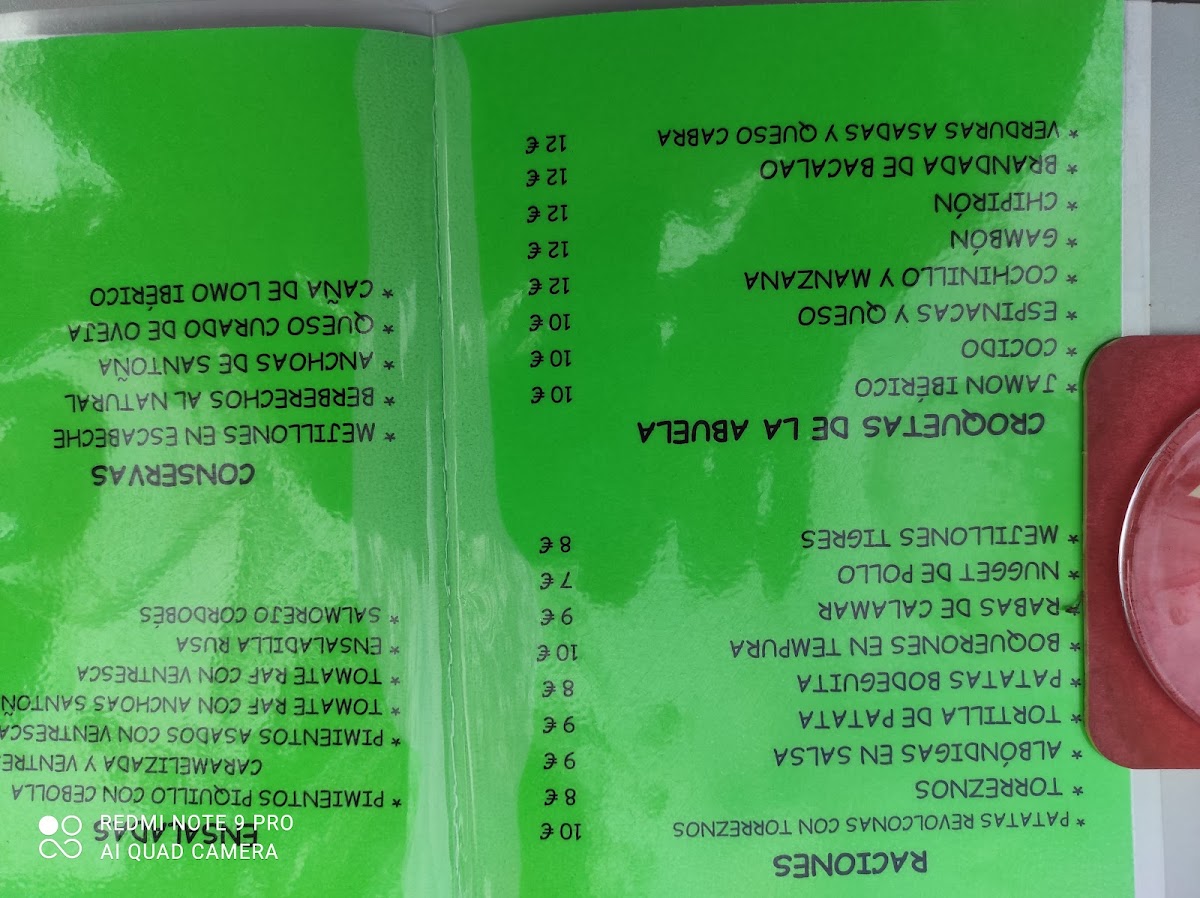 RACIONES
* PATATAS REVOLCONAS CON TORREZNOS 10 €
* TORREZNOS 8 €
* ALBÓNDIGAS EN SALSA 9 €
* TORTILLA DE PATATA 9 €
* PATATAS BODEGUITA 8 €
* BOQUERONES EN TEMPURA 10 €
* RABAS DE CALAMAR 9 €
* NUGGET DE POLLO 7 €
* MEJILLONES TIGRES 8 €
CROQUETAS DE LA ABUELA
* JAMON IBÉRICO 10 €
* COCIDO 10 €
* ESPINACAS Y QUESO 10 €
* COCHINILLO Y MANZANA 12 €
* GAMBÓN 12 €
* CHIPIRÓN 12 €
* BRANDADA DE BACALAO 12 €
* VERDURAS ASADAS Y QUESO CABRA 12 €
ENSALADAS
* PIMIENTOS PIQUILLO CON CEBOLLA
CARAMELIZADA Y VENTRE
* PIMIENTOS ASADOS CON VENTRESCA
* TOMATE RAF CON ANCHOAS SANTOÑ
* TOMATE RAF CON VENTRESCA
* ENSALADILLA RUSA
* SALMOREJO CORDOBÉS
CONSERVAS
* MEJILLONES EN ESCABECHE
* BERBERECHOS AL NATURAL
* ANCHOAS DE SANTOÑA
* QUESO CURADO DE OVEJA
* CAÑA DE LOMO IBÉRICO
REDMI NOTE 9 PRO
AI QUAD CAMERA